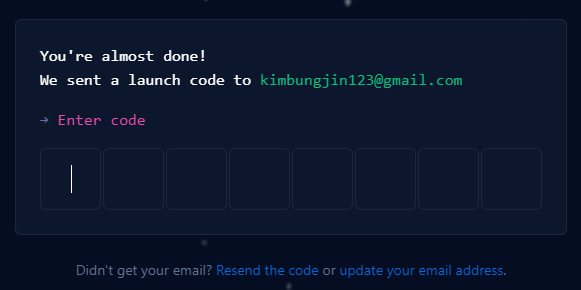 You're almost done!
We sent a launch code to kimbungjin123@gmail.com
→ Enter code
Didn't get your email? Resend the code or update your email address.